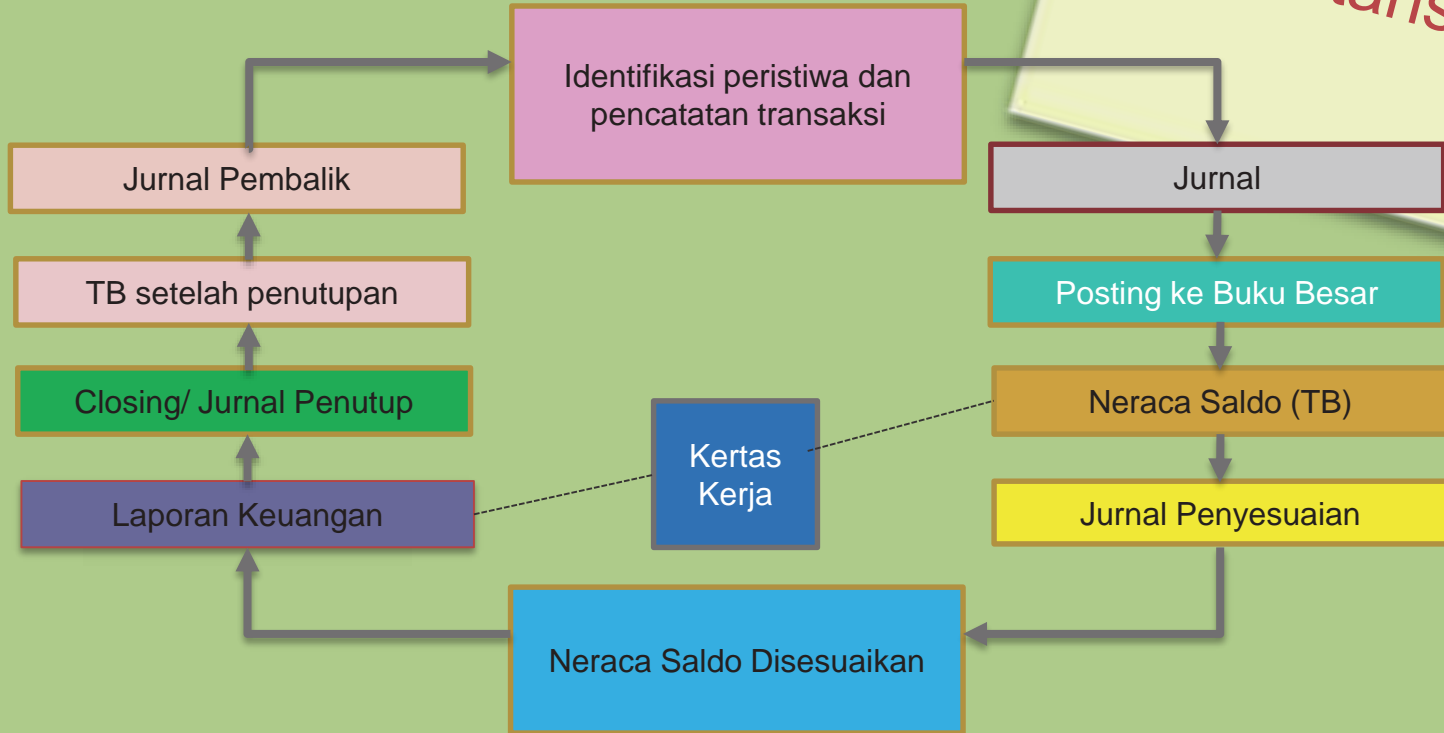 Identifikasi peristiwa dan
pencatatan transaksi
Jurnal
Posting ke Buku Besar
Neraca Saldo (TB)
Jurnal Penyesuaian
Neraca Saldo Disesuaikan
Laporan Keuangan
Closing/ Jurnal Penutup
TB setelah penutupan
Jurnal Pembalik
Kertas
Kerja